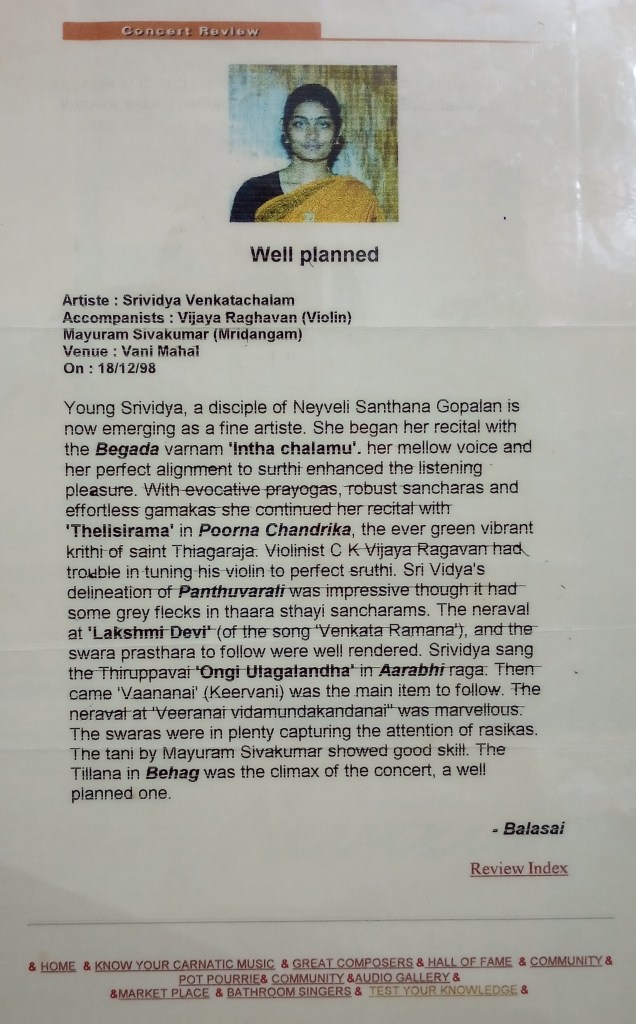 Concert Review
Well planned
Artiste : Srividya Venkatachalam
Accompanists : Vijaya Raghavan (Violin)
Mayuram Sivakumar (Mridangam)
Venue : Vani Mahal
On : 18/12/98
Young Srividya, a disciple of Neyveli Santhana Gopalan is
now emerging as a fine artiste. She began her recital with
the Begada varnam 'Intha chalamu'. her mellow voice and
her perfect alignment to surthi enhanced the listening
pleasure. With evocative prayogas, robust sancharas and
effortless gamakas she continued her recital with
'Thelisirama' in Poorna Chandrika, the ever green vibrant
krithi of saint Thiagaraja. Violinist C K Vijaya Ragavan had
trouble in tuning his violin to perfect sruthi. Sri Vidya's
delineation of Panthuvarali was impressive though it had
some grey flecks in thaara sthayi sancharams. The neraval
at 'Lakshmi Devi' (of the song 'Venkata Ramana'), and the
swara prasthara to follow were well rendered. Srividya sang
the Thiruppavai 'Ongi Ulagalandha' in Aarabhi raga. Then
came 'Vaananai' (Keervani) was the main item to follow. The
neraval at 'Veeranai vidamundakandanai" was marvellous.
The swaras were in plenty capturing the attention of rasikas.
The tani by Mayuram Sivakumar showed good skill. The
Tillana in Behag was the climax of the concert, a well
planned one.
- Balasai
Review Index
& HOME & KNOW YOUR CARNATIC MUSIC & GREAT COMPOSERS & HALL OF FAME & COMMUNITY &
POT POURRIE& COMMUNITY &AUDIO GALLERY &
&MARKET PLACE & BATHROOM SINGERS & TEST YOUR KNOWLEDGE &